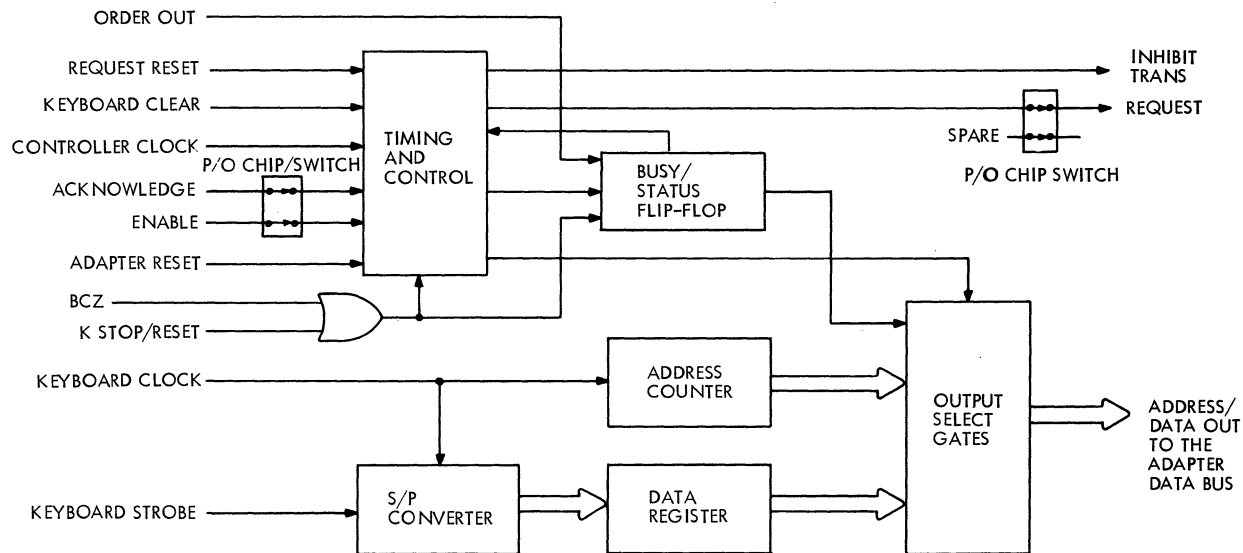 ORDER OUT
REQUEST RESET
KEYBOARD CLEAR
CONTROLLER CLOCK
P/O CHIP/SWITCH
ACKNOWLEDGE
ENABLE
ADAPTER RESET
BCZ
K STOP/RESET
KEYBOARD CLOCK
KEYBOARD STROBE
TIMING
AND
CONTROL
BUSY/
STATUS
FLIP-FLOP
INHIBIT
TRANS
REQUEST
SPARE
P/O CHIP SWITCH
ADDRESS
COUNTER
S/P
CONVERTER
DATA
REGISTER
OUTPUT
SELECT
GATES
ADDRESS/
DATA OUT
TO THE
ADAPTER
DATA BUS